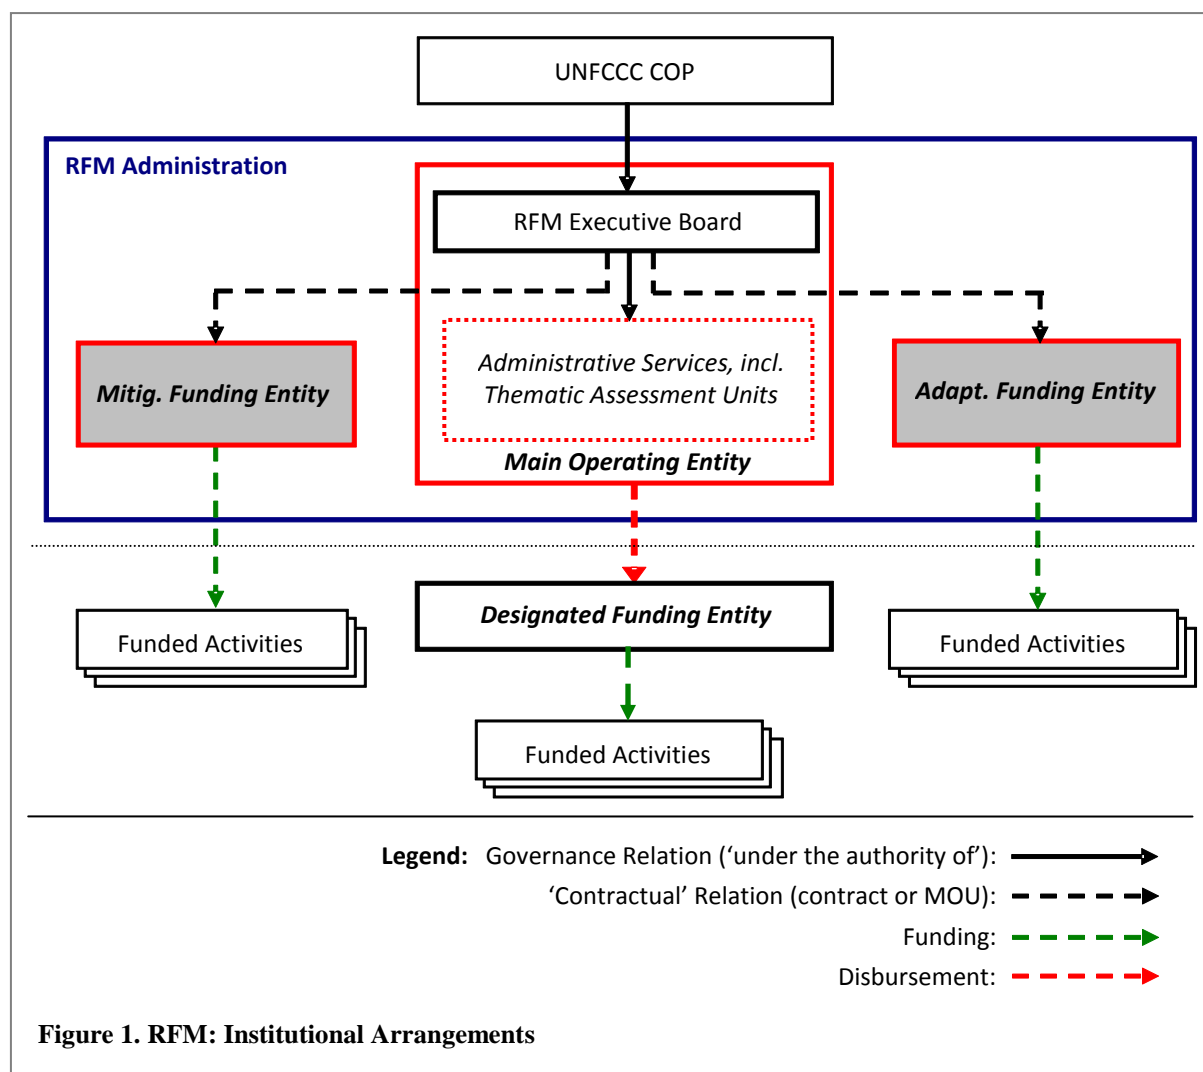 UNFCCC COP
RFM Administration
RFM Executive Board
Mitig. Funding Entity
Administrative Services, incl.
Thematic Assessment Units
Adapt. Funding Entity
Main Operating Entity
Designated Funding Entity
Funded Activities
Funded Activities
Funded Activities
Legend: Governance Relation (‘under the authority of’):
‘Contractual’ Relation (contract or MOU):
Funding:
Disbursement:
Figure 1. RFM: Institutional Arrangements